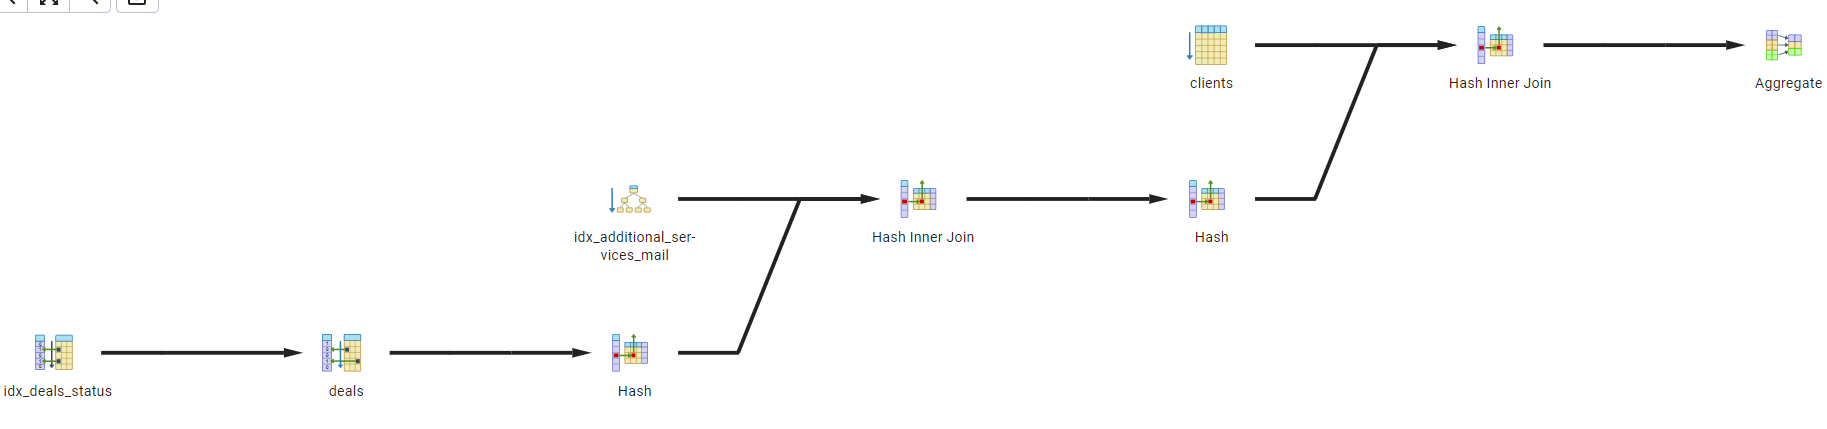 clients
Hash Inner Join
Aggregate
idx_additional_ser-
vices_mail
Hash Inner Join
Hash
idx_deals_status
deals
Hash